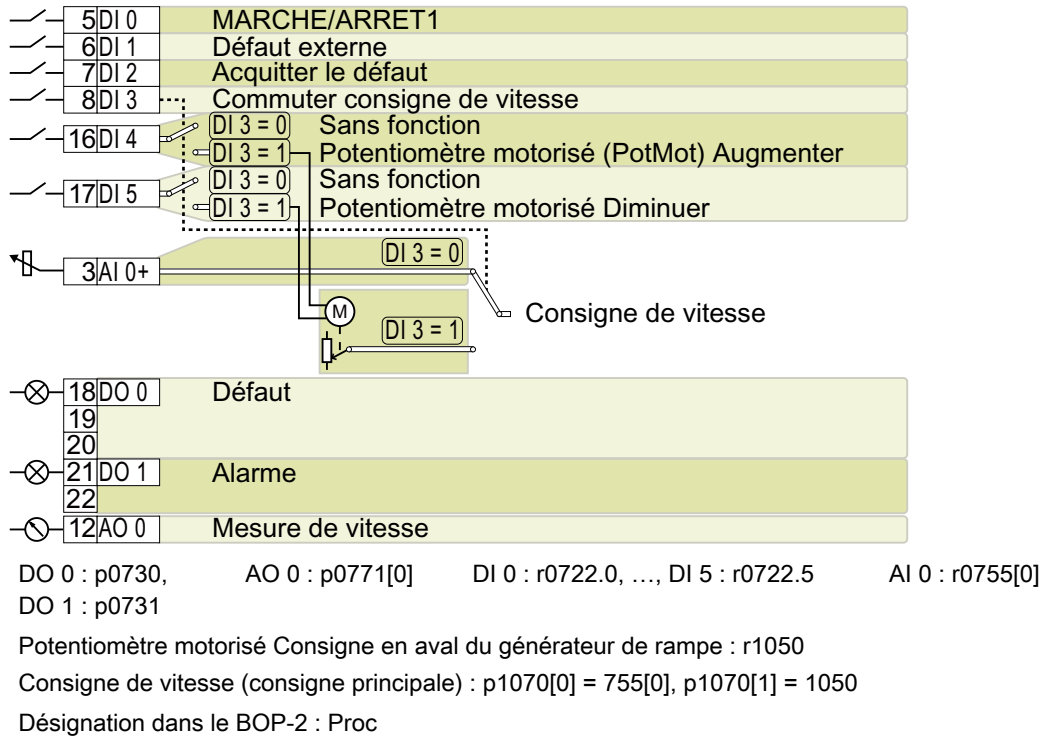 5 DI 0 MARCHE/ARRET1
6 DI 1 Défaut externe
7 DI 2 Acquitter le défaut
8 DI 3 Commuter consigne de vitesse
16 DI 4 DI 3 = 0 Sans fonction
DI 3 = 1 Potentiomètre motorisé (PotMot) Augmenter
17 DI 5 DI 3 = 0 Sans fonction
DI 3 = 1 Potentiomètre motorisé Diminuer
DI 3 = 0
3 AI 0+
M
Consigne de vitesse
DI 3 = 1
18 DO 0 Défaut
19
20
21 DO 1 Alarme
22
12 AO 0 Mesure de vitesse
DO 0 : p0730, AO 0 : p0771[0] DI 0 : r0722.0, …, DI 5 : r0722.5 AI 0 : r0755[0]
DO 1 : p0731
Potentiomètre motorisé Consigne en aval du générateur de rampe : r1050
Consigne de vitesse (consigne principale) : p1070[0] = 755[0], p1070[1] = 1050
Désignation dans le BOP-2 : Proc